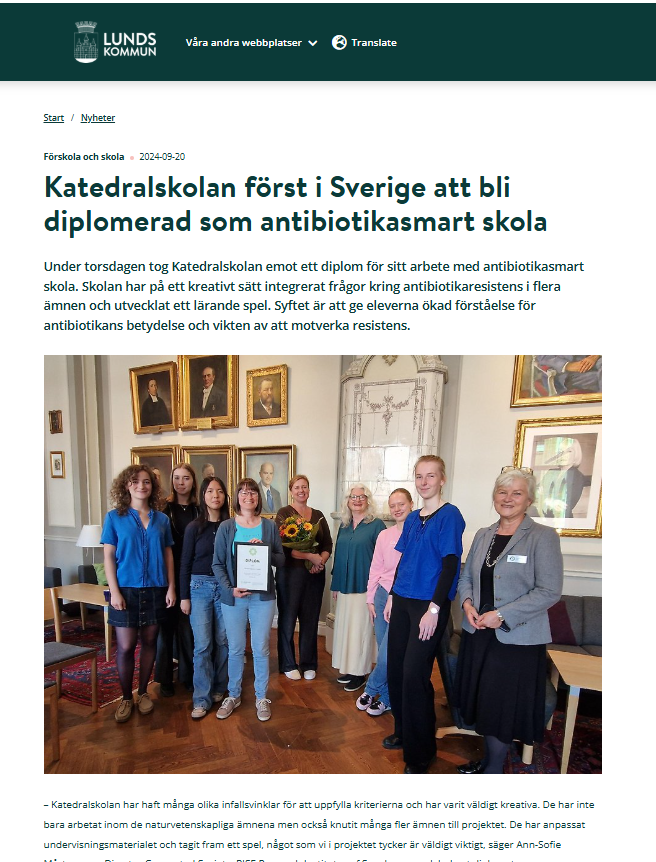 LUNDS
KOMMUN
Våra andra webbplatser
Translate
Start / Nyheter
Förskola och skola • 2024-09-20
Katedralskolan först i Sverige att bli
diplomerad som antibiotikasmart skola
Under torsdagen tog Katedralskolan emot ett diplom för sitt arbete med antibiotikasmart
skola. Skolan har på ett kreativt sätt integrerat frågor kring antibiotikaresistens i flera
ämnen och utvecklat ett lärande spel. Syftet är att ge eleverna ökad förståelse för
antibiotikans betydelse och vikten av att motverka resistens.
DIPLOM
– Katedralskolan har haft många olika infallsvinklar för att uppfylla kriterierna och har varit väldigt kreativa. De har inte
bara arbetat inom de naturvetenskapliga ämnena men också knutit många fler ämnen till projektet. De har anpassat
undervisningsmaterialet och tagit fram ett spel, något som vi i projektet tycker är väldigt viktigt, säger Ann-Sofie